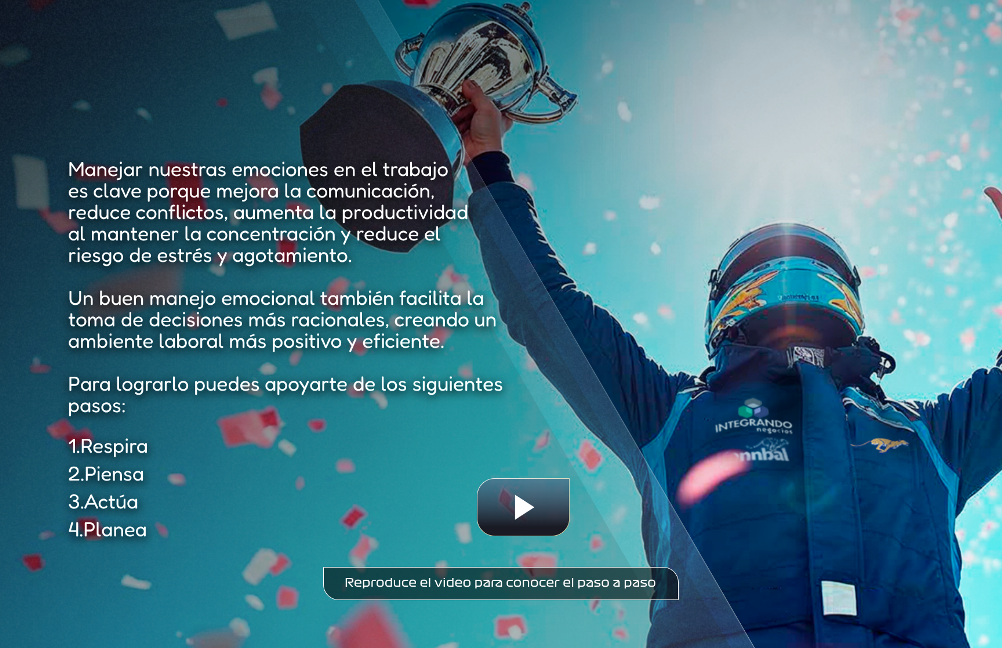 Manejar nuestras emociones en el trabajo
es clave porque mejora la comunicación,
reduce conflictos, aumenta la productividad
al mantener la concentración y reduce el
riesgo de estrés y agotamiento.
Un buen manejo emocional también facilita la
toma de decisiones más racionales, creando un
ambiente laboral más positivo y eficiente.
Para lograrlo puedes apoyarte de los siguientes
pasos:
1.Respira
2.Piensa
3.Actúa
4.Planea
INTEGRANDO
negocios
Reproduce el video para conocer el paso a paso